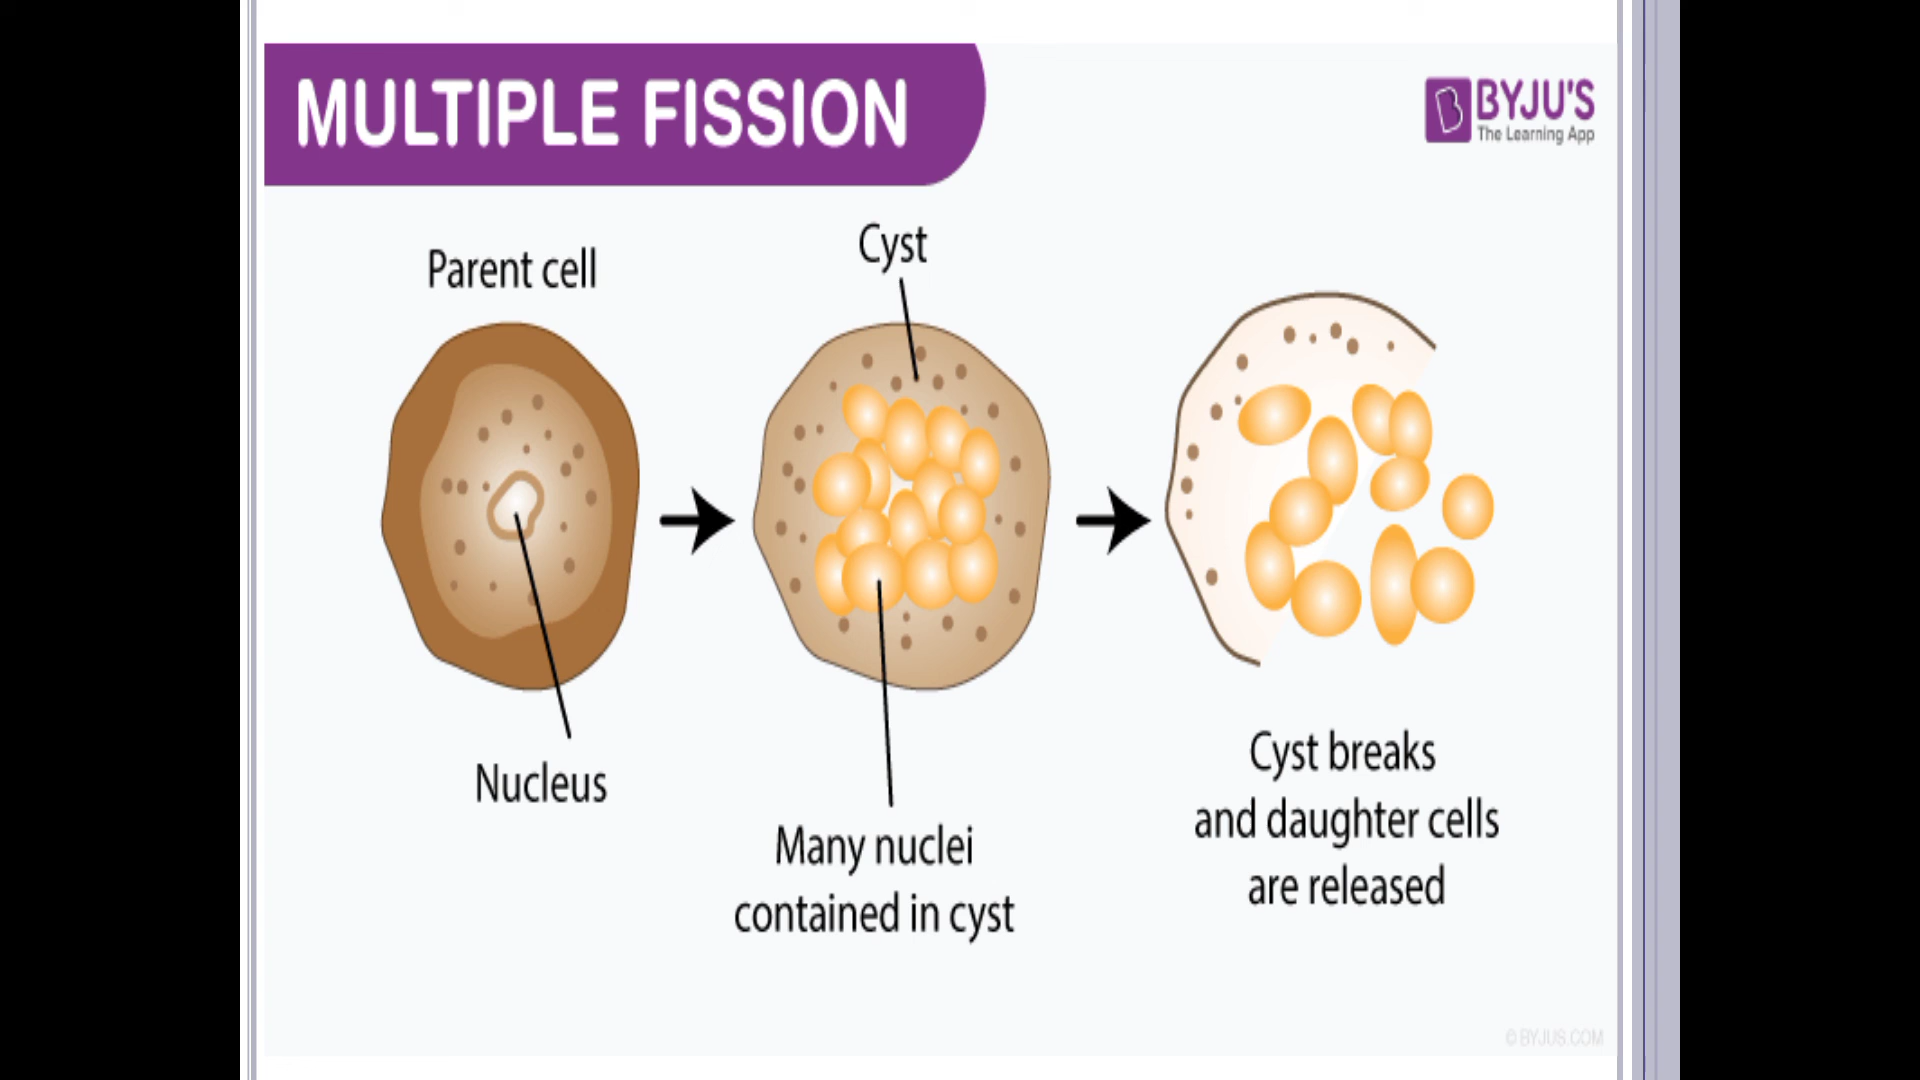 MULTIPLE FISSION
BYJU'S
The Learning App
Parent cell
Cyst
Nucleus
Many nuclei
contained in cyst
Cyst breaks
and daughter cells
are released
© BYJUS.COM